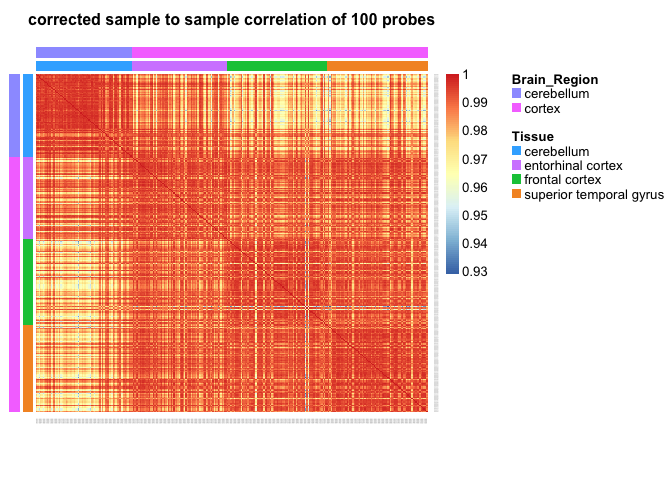 corrected sample to sample correlation of 100 probes
1
0.99
0.98
0.97
0.96
0.95
0.94
0.93
Brain_Region
cerebellum
cortex
Tissue
cerebellum
entorhinal cortex
frontal cortex
superior temporal gyrus